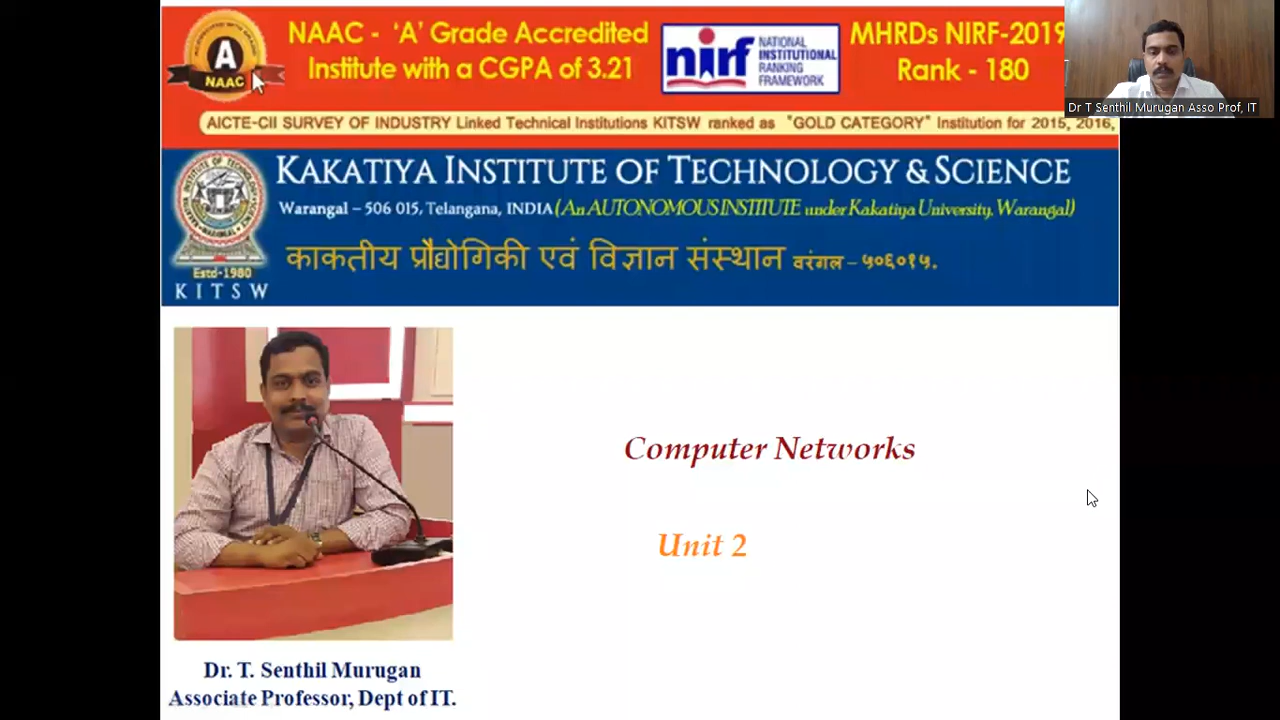 A
NAAC
NAAC - ‘A’ Grade Accredited
Institute with a CGPA of 3.21
nirf
NATIONAL
INSTITUTIONAL
RANKING
FRAMEWORK
MHRDs NIRF-2019
Rank - 180
Dr T Senthil Murugan Asso Prof, IT
AICTE-CII SURVEY OF INDUSTRY Linked Technical Institutions KITSW ranked as "GOLD CATEGORY" Institution for 2015, 2016,
KAKATIYA INSTITUTE OF TECHNOLOGY & SCIENCE
Warangal – 506 015, Telangana, INDIA (An AUTONOMOUS INSTITUTE under Kakatiya University, Warangal)
काकतीय प्रौद्योगिकी एवं विज्ञान संस्थान वरंगल – ५०६०१५.
Estd-1980
KITSW
Computer Networks
Unit 2
Dr. T. Senthil Murugan
Associate Professor, Dept of IT.